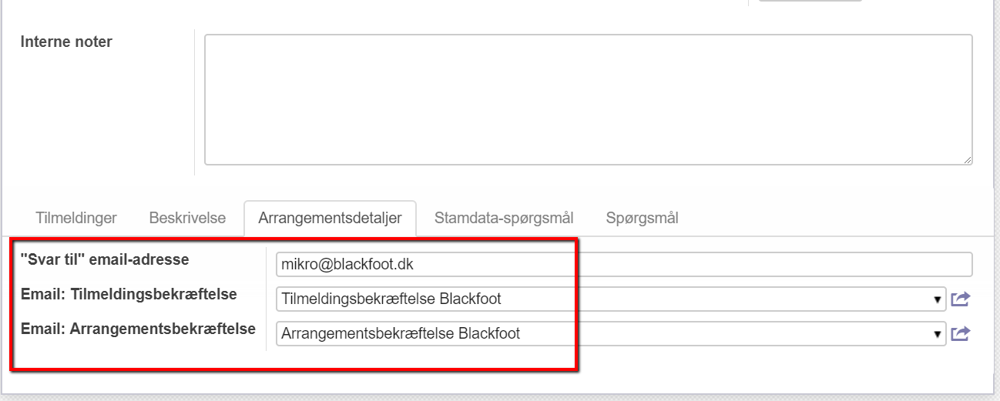 Interne noter
Tilmeldinger Beskrivelse Arrangementsdetaljer Stamdata-spørgsmål Spørgsmål
"Svar til" email-adresse mikro@blackfoot.dk
Email: Tilmeldingsbekræftelse Tilmeldingsbekræftelse Blackfoot
Email: Arrangementsbekræftelse Arrangementsbekræftelse Blackfoot